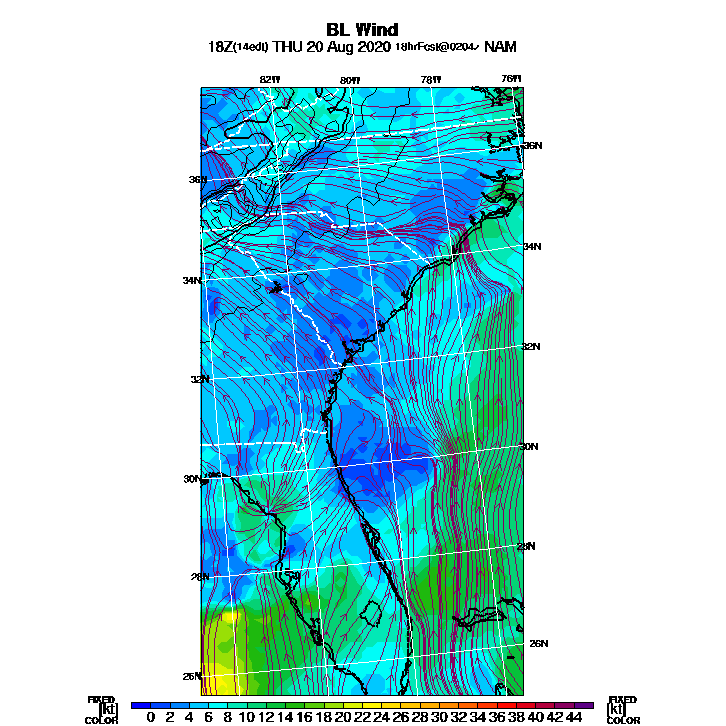 BL Wind
18Z(14edt) THU 20 Aug 2020 18hrFcst@0204z NAM
82W 80W 78W 76W
36N
36N
34N
34N
32N
32N
30N
30N
28N
28N
26N
26N
FIXED FIXED
[kt] 0 2 4 6 8 10 12 14 16 18 20 22 24 26 28 30 32 34 36 38 40 42 44 [kt]
COLOR COLOR